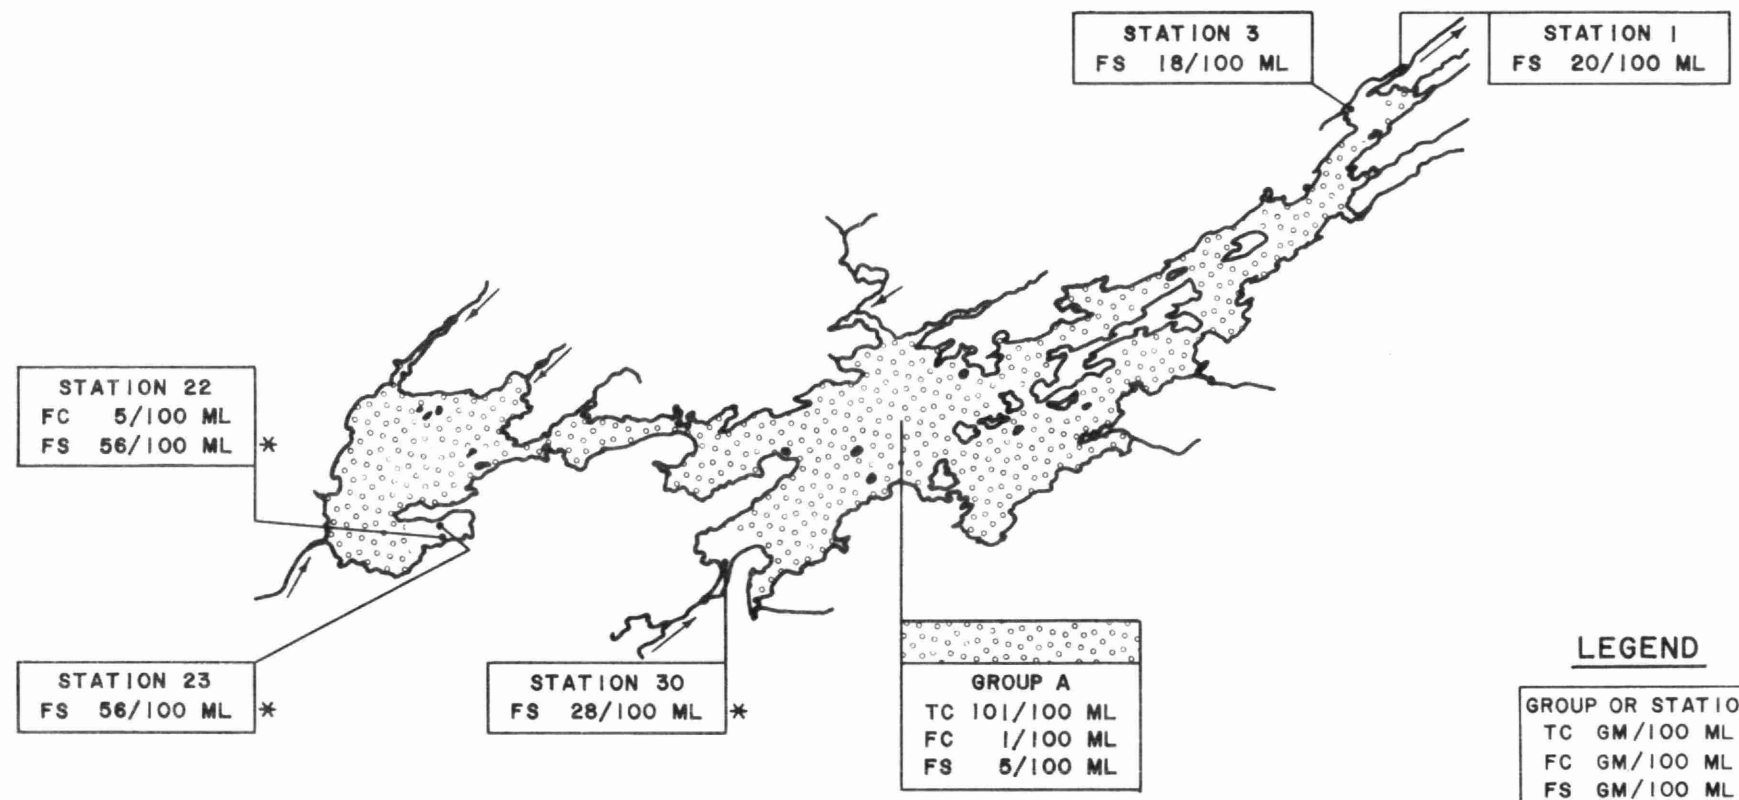 STATION 3
FS 18/100 ML
STATION 1
FS 20/100 ML
STATION 22
FC 5/100 ML
FS 56/100 ML *
STATION 23
FS 56/100 ML *
STATION 30
FS 28/100 ML *
GROUP A
TC 101/100 ML
FC 1/100 ML
FS 5/100 ML
LEGEND
GROUP OR STATIO
TC GM/100 ML
FC GM/100 ML
FS GM/100 ML